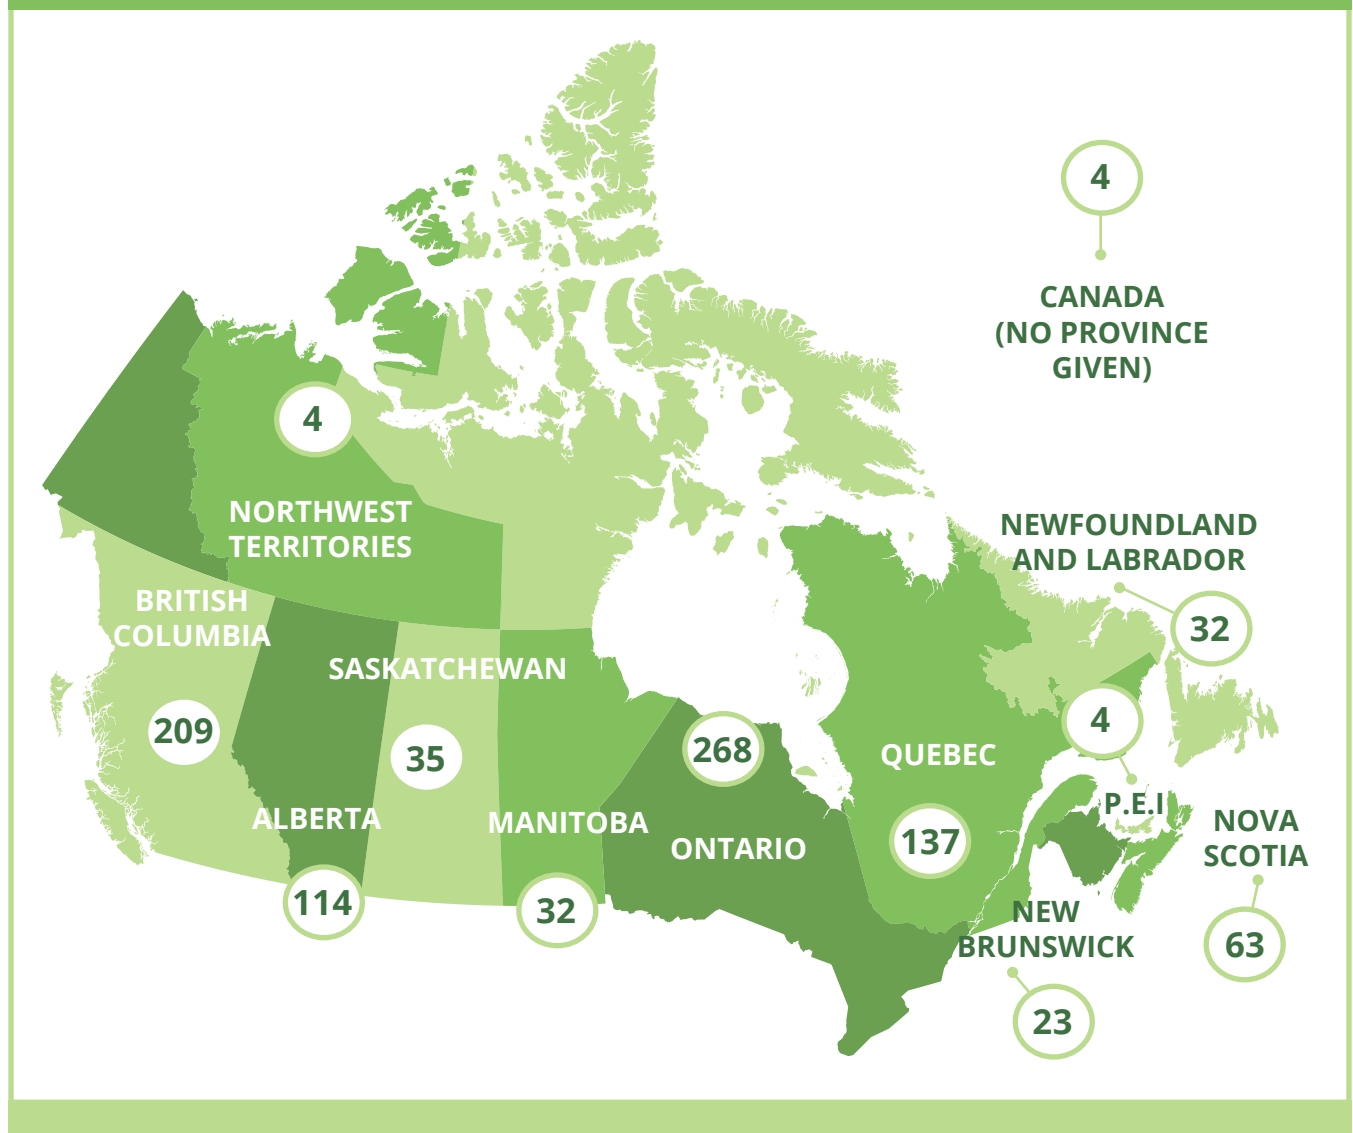 4
CANADA
(NO PROVINCE
GIVEN)
4
NORTHWEST
TERRITORIES
NEWFOUNDLAND
AND LABRADOR
32
BRITISH
COLUMBIA
209
SASKATCHEWAN
35
ALBERTA
114
MANITOBA
32
268
ONTARIO
QUEBEC
137
4
P.E.I
NOVA
SCOTIA
63
NEW
BRUNSWICK
23